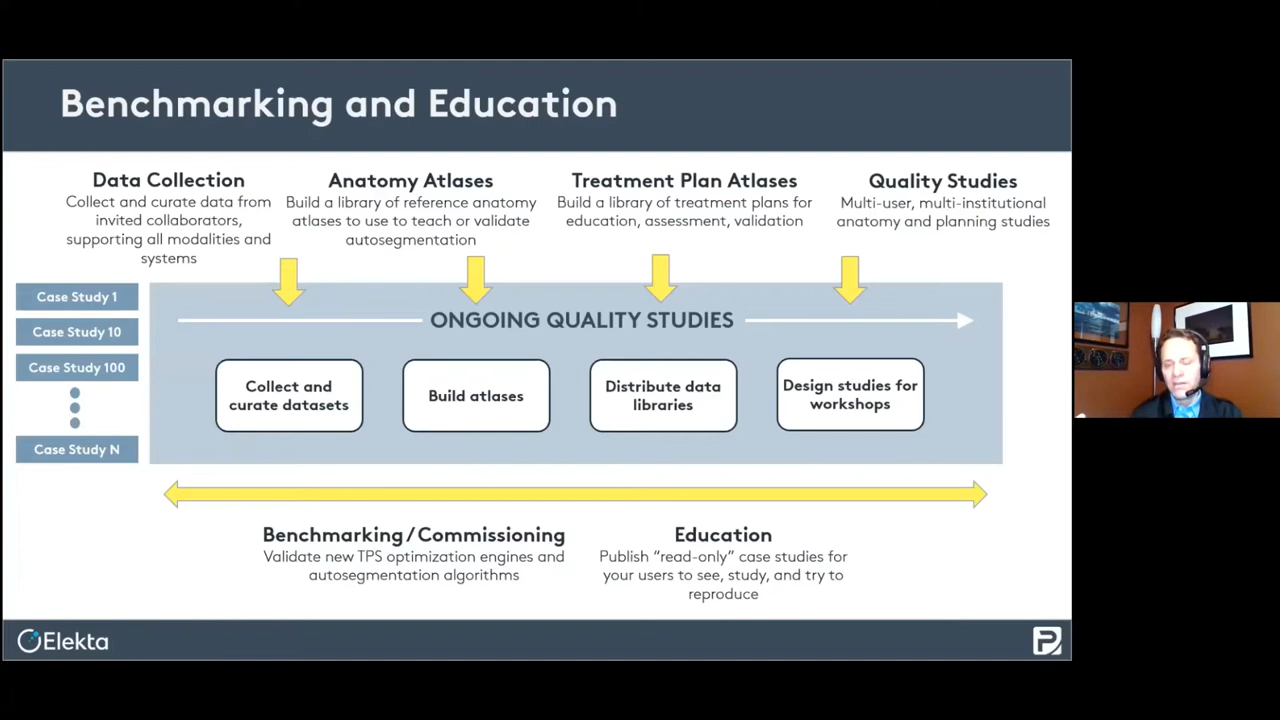 Benchmarking and Education
Data Collection
Collect and curate data from
invited collaborators,
supporting all modalities and
systems
Anatomy Atlases
Build a library of reference anatomy
atlases to use to teach or validate
autosegmentation
Treatment Plan Atlases
Build a library of treatment plans for
education, assessment, validation
Quality Studies
Multi-user, multi-institutional
anatomy and planning studies
Case Study 1
Case Study 10
Case Study 100
Case Study N
ONGOING QUALITY STUDIES
Collect and
curate datasets
Build atlases
Distribute data
libraries
Design studies for
workshops
Benchmarking / Commissioning
Validate new TPS optimization engines and
autosegmentation algorithms
Education
Publish “read-only” case studies for
your users to see, study, and try to
reproduce
Elekta
P